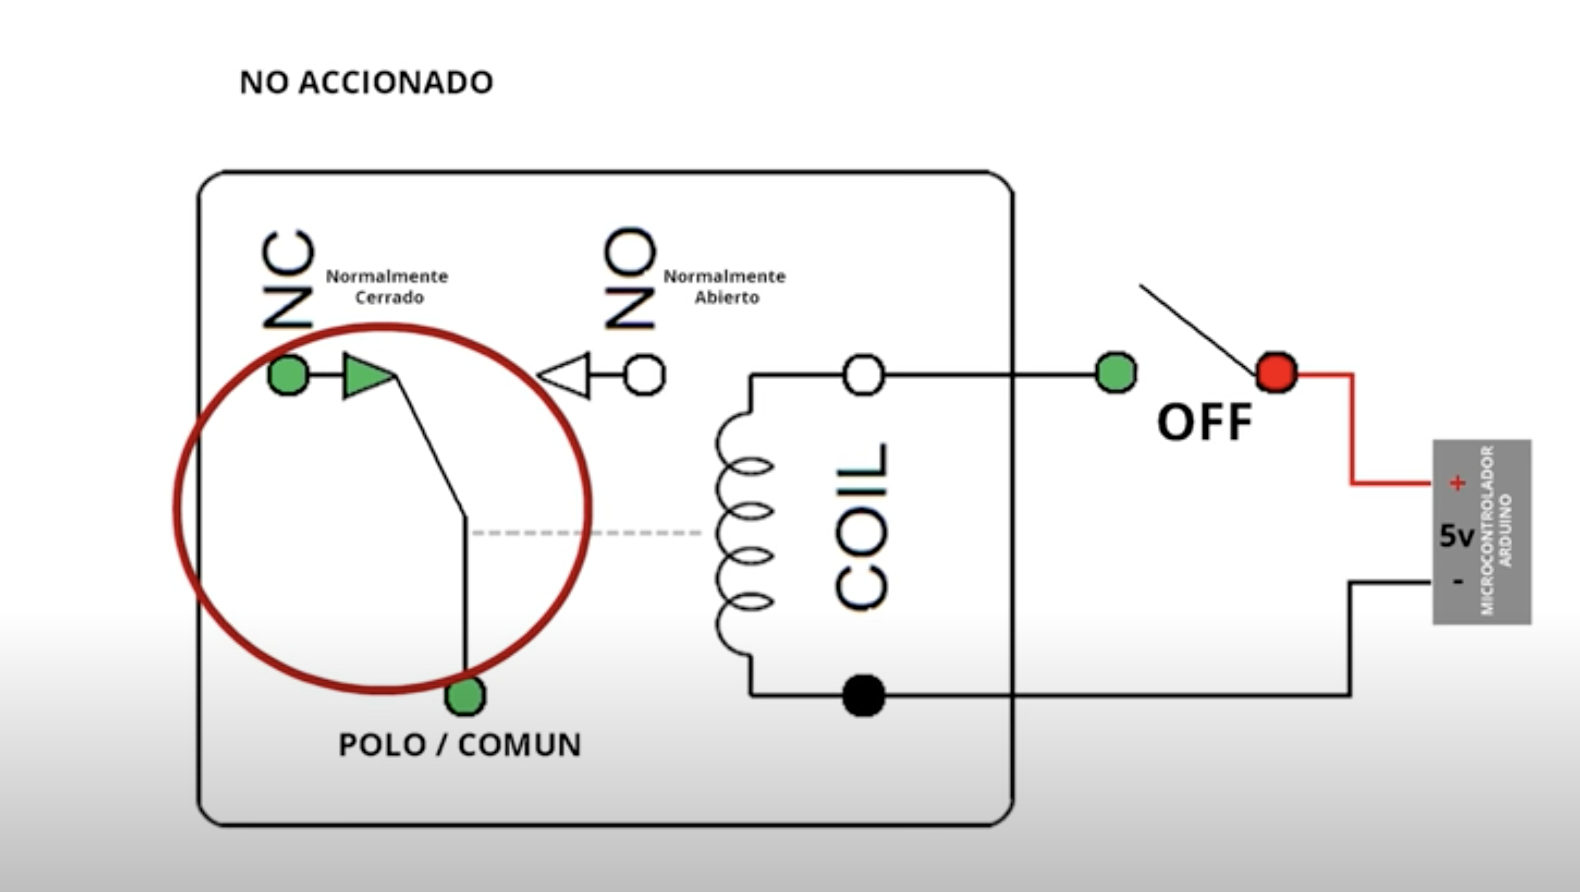 NO ACCIONADO
NC
Normalmente
Cerrado
NO
Normalmente
Abierto
OFF
COIL
+
5v
-
MICROCONTROLADOR
ARDUINO
POLO / COMUN